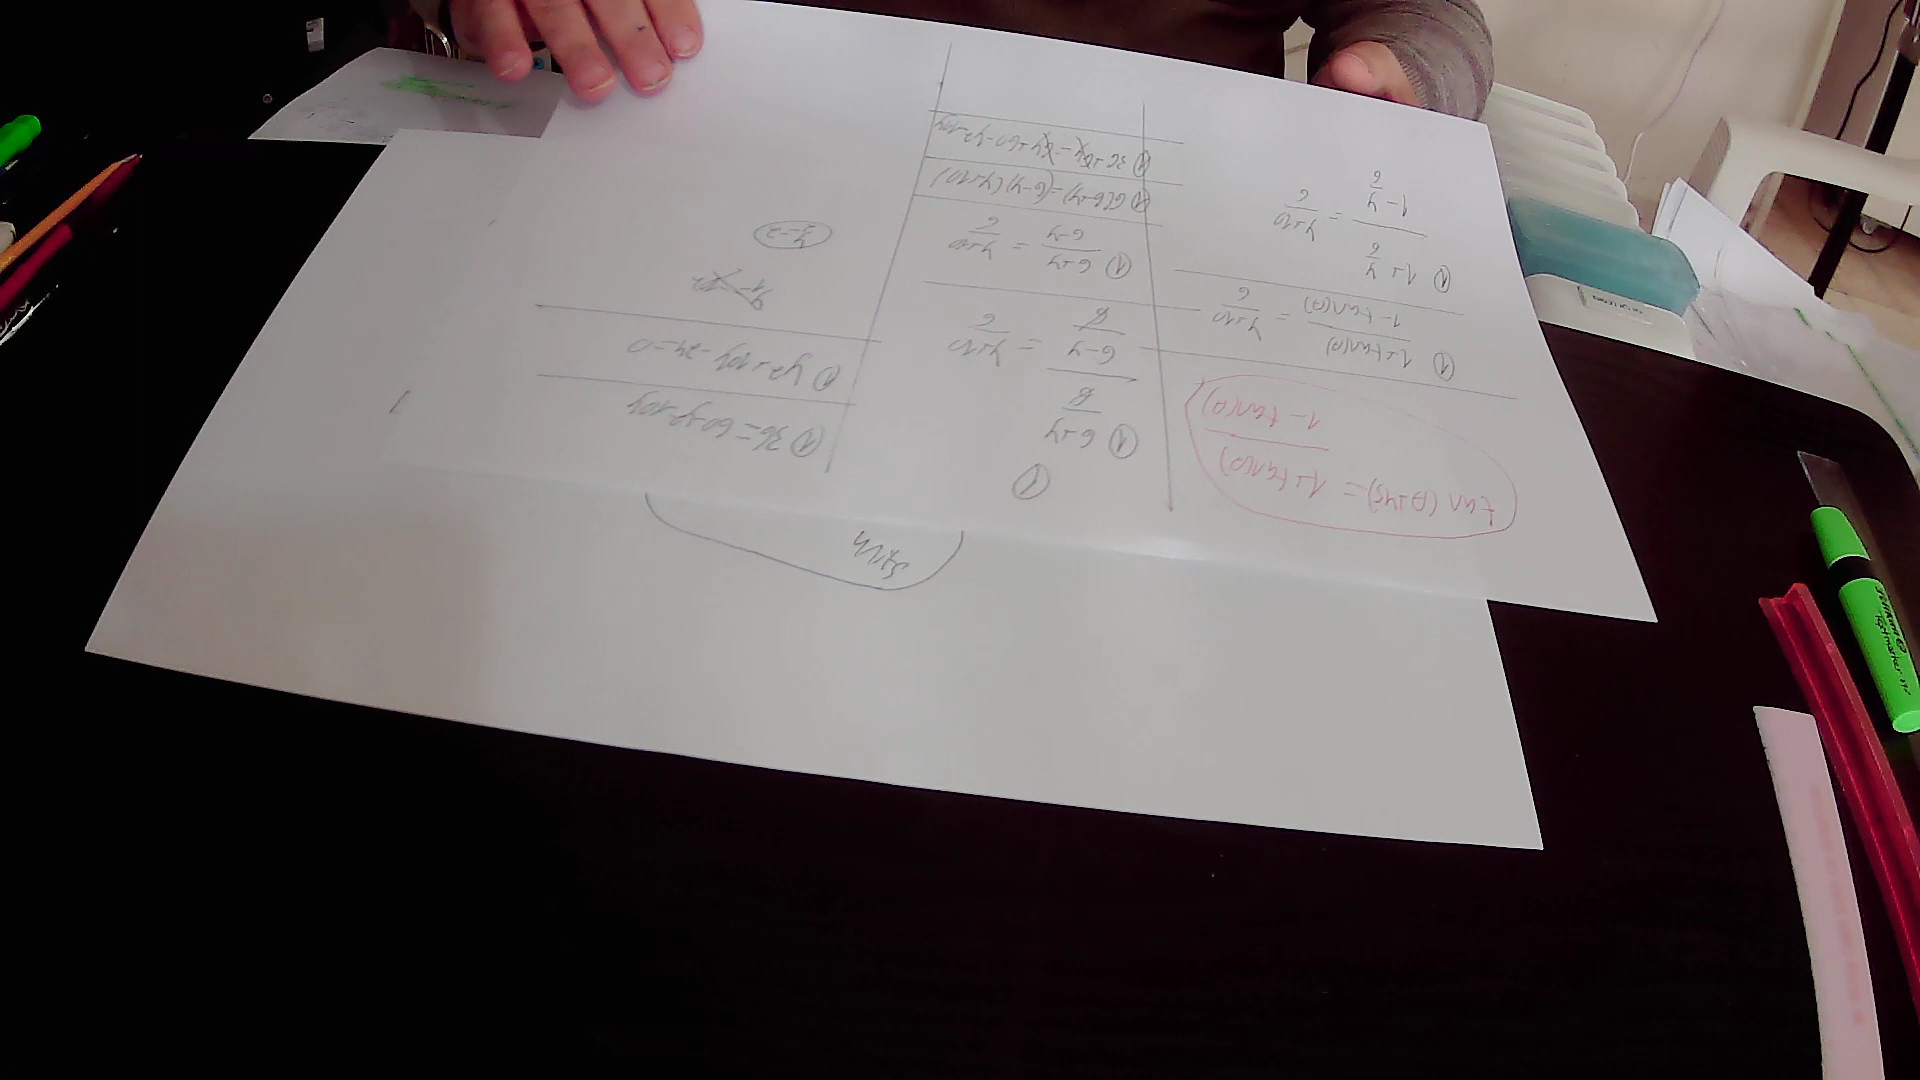 tan(α+45)= 1+tan(α)
1-tan(α)
① 1+tan(α)
1-tan(α) = y+10
6
① 1+ y
6
1- y
6 = y+10
6
①
① 6+y
6
6-y
6 = y+10
6
① 6+y
6-y = y+10
6
① 6(6+y)=(6-y)(y+10)
① 36+6y=6y+60-y²-10y
① 36=60-y²-10y
① y²+10y-24=0
y=2